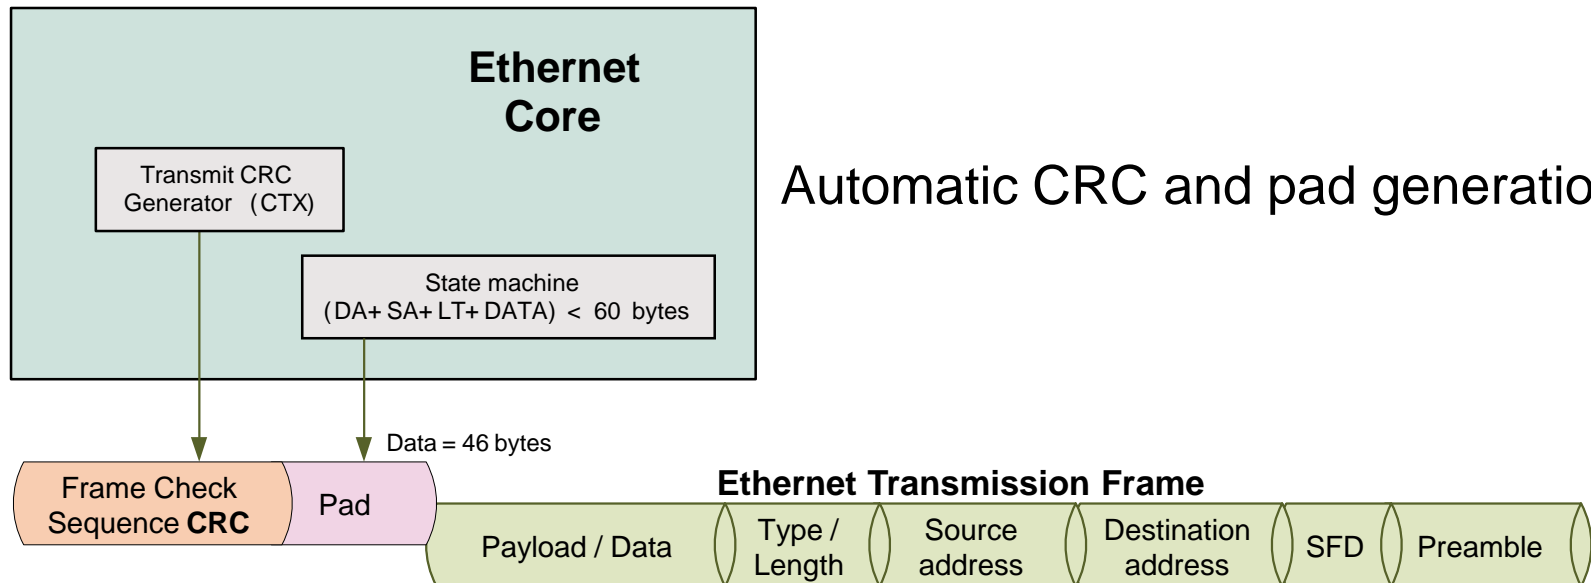 Ethernet
Core
Transmit CRC
Generator (CTX)
Automatic CRC and pad generatio
State machine
(DA+ SA+ LT+ DATA) < 60 bytes
Data = 46 bytes
Frame Check
Sequence CRC
Pad
Ethernet Transmission Frame
Payload / Data
Type /
Length
Source
address
Destination
address
SFD
Preamble